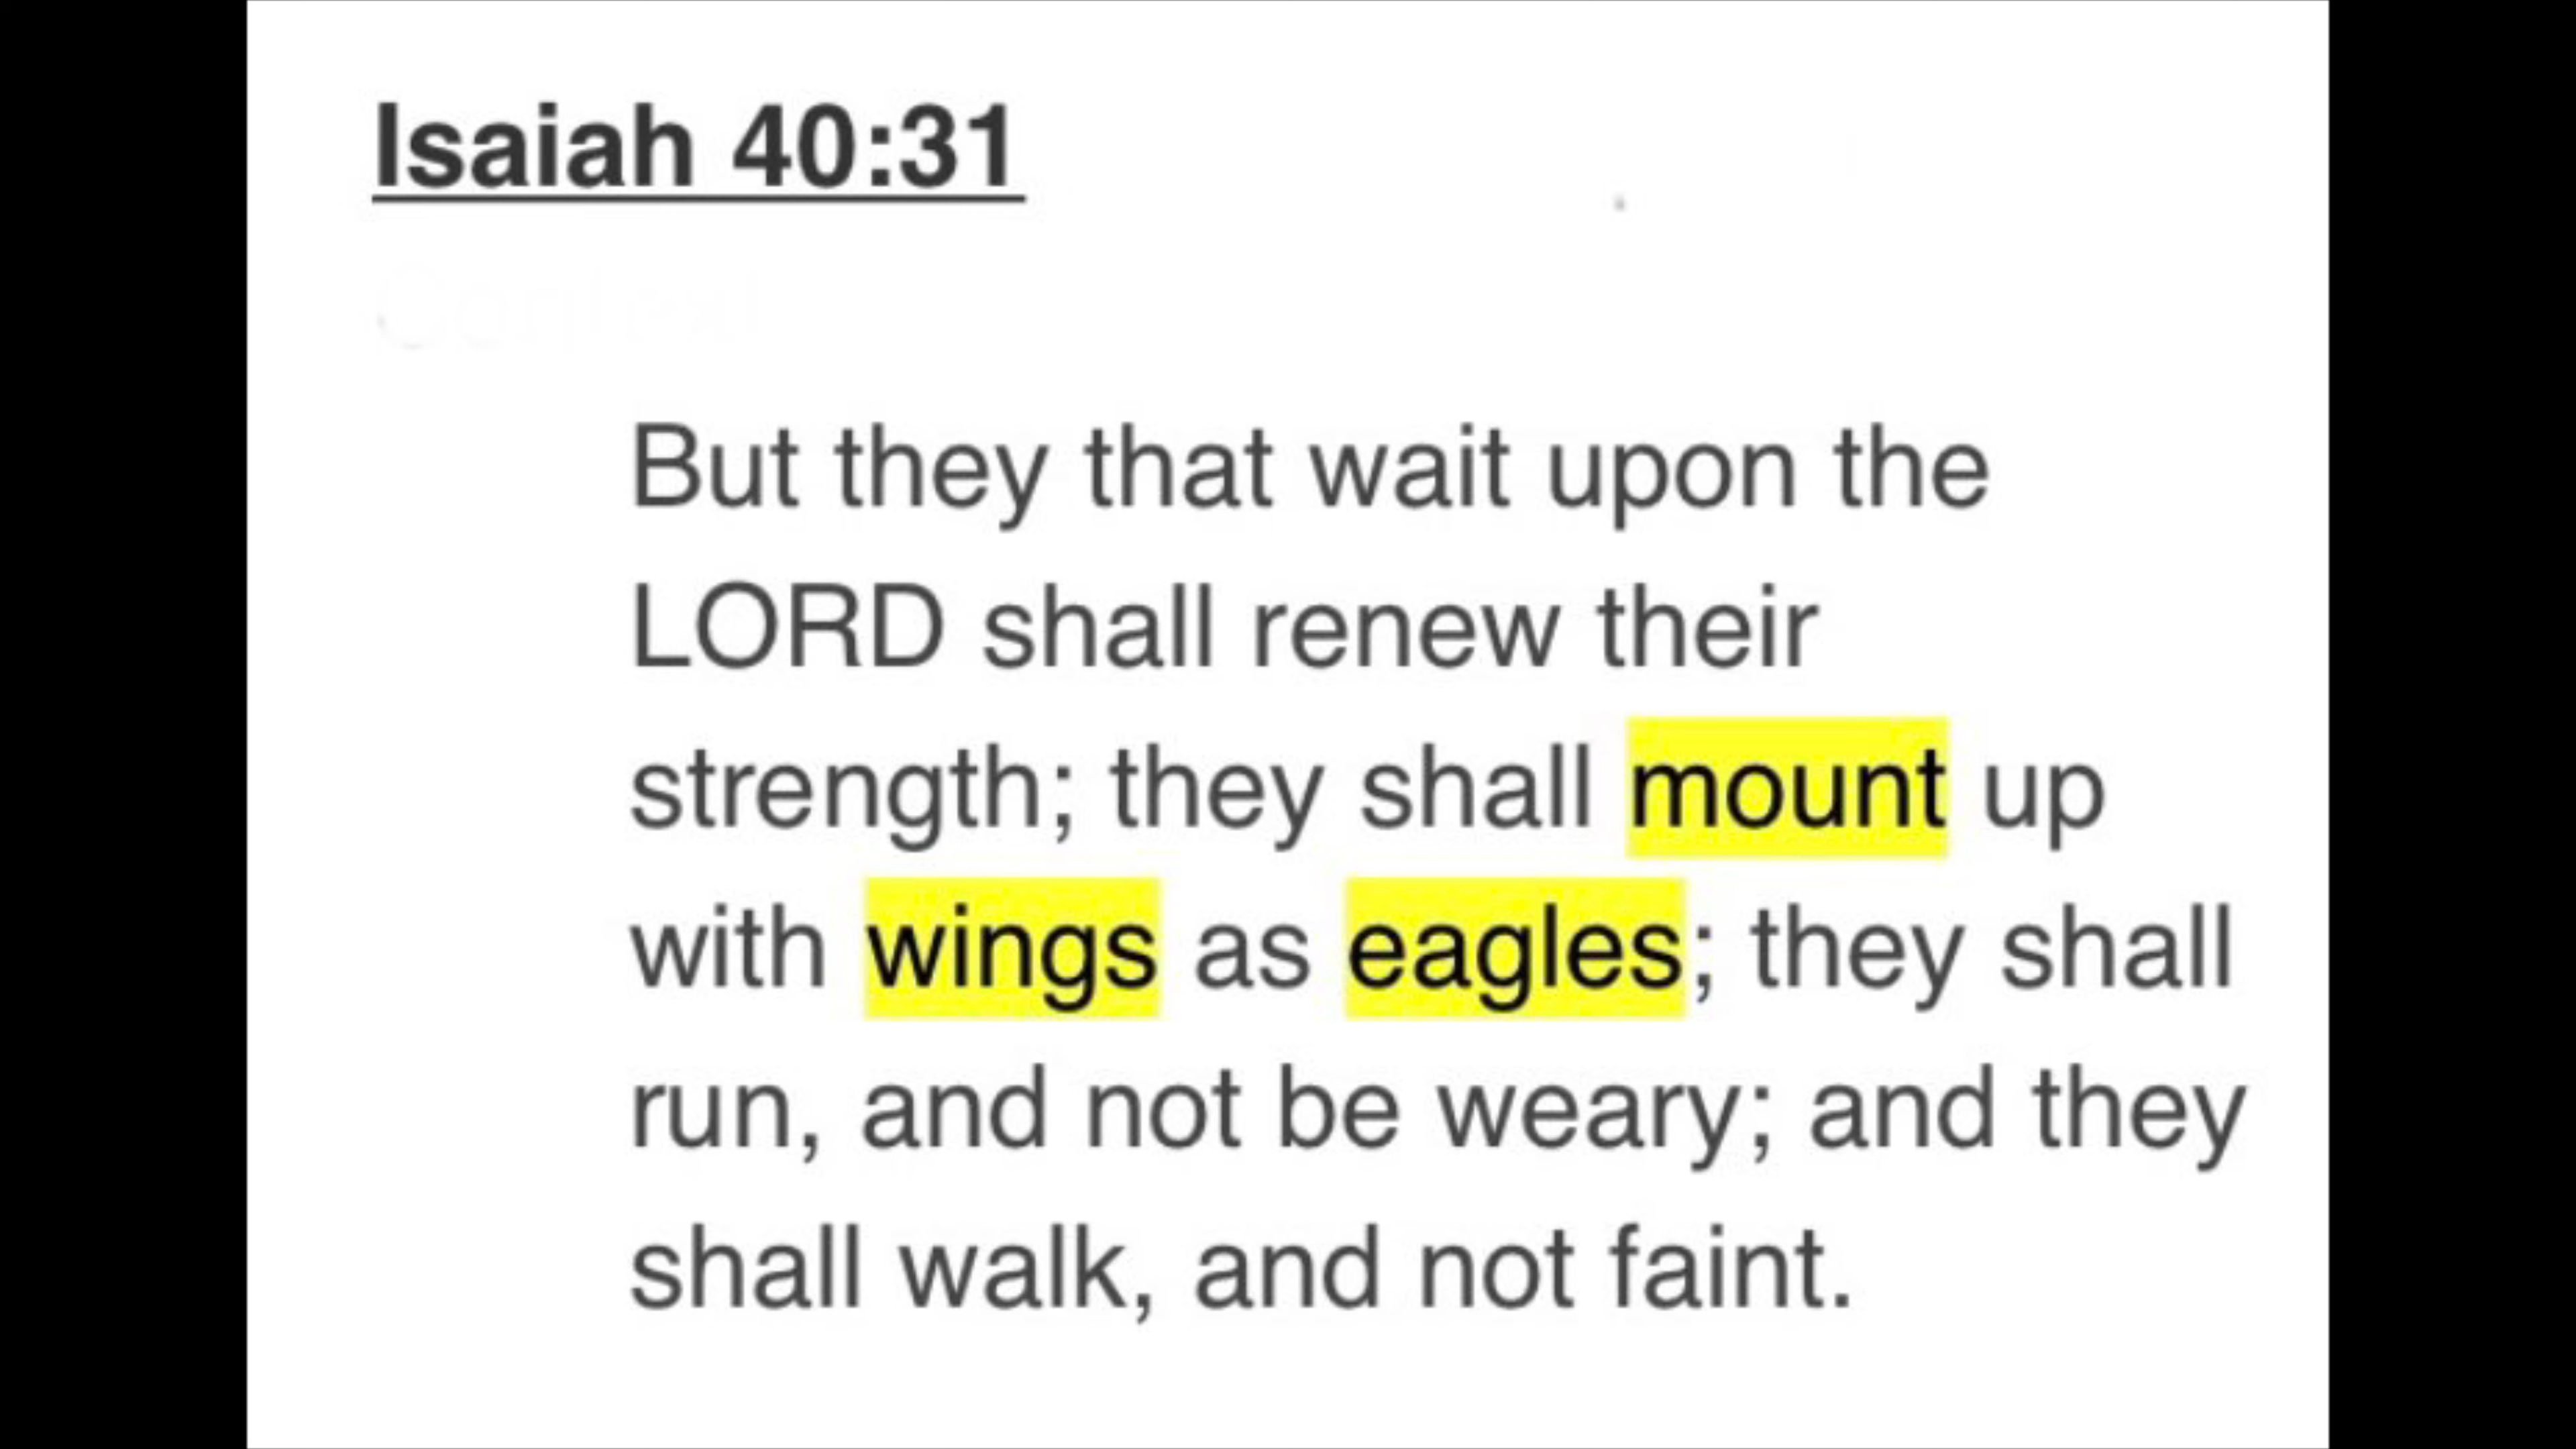 Isaiah 40:31
But they that wait upon the
LORD shall renew their
strength; they shall mount up
with wings as eagles; they shall
run, and not be weary; and they
shall walk, and not faint.